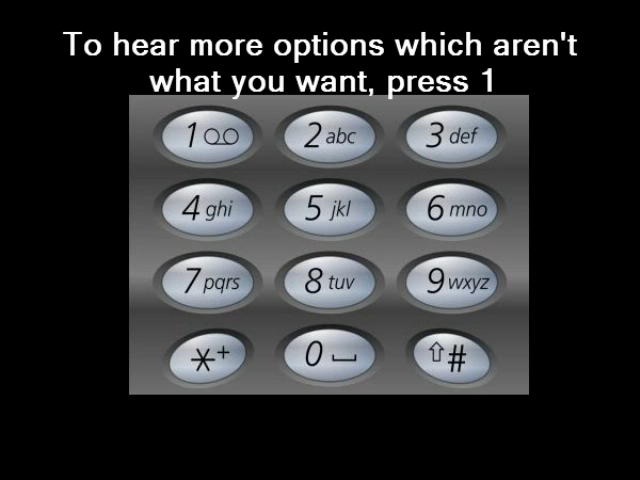 To hear more options which aren't
what you want, press 1
1 2 abc 3 def
4 ghi 5 jkl 6 mno
7 pqrs 8 tuv 9 wxyz
*+ 0 ⇧#